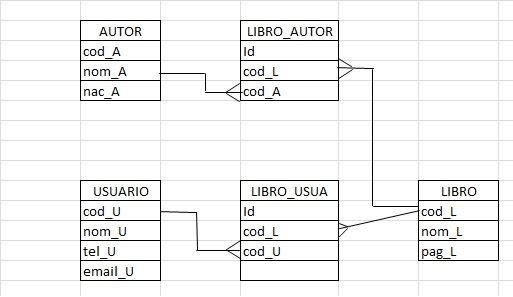 AUTOR
cod_A
nom_A
nac_A
LIBRO_AUTOR
Id
cod_L
cod_A
USUARIO
cod_U
nom_U
tel_U
email_U
LIBRO_USUA
Id
cod_L
cod_U
LIBRO
cod_L
nom_L
pag_L